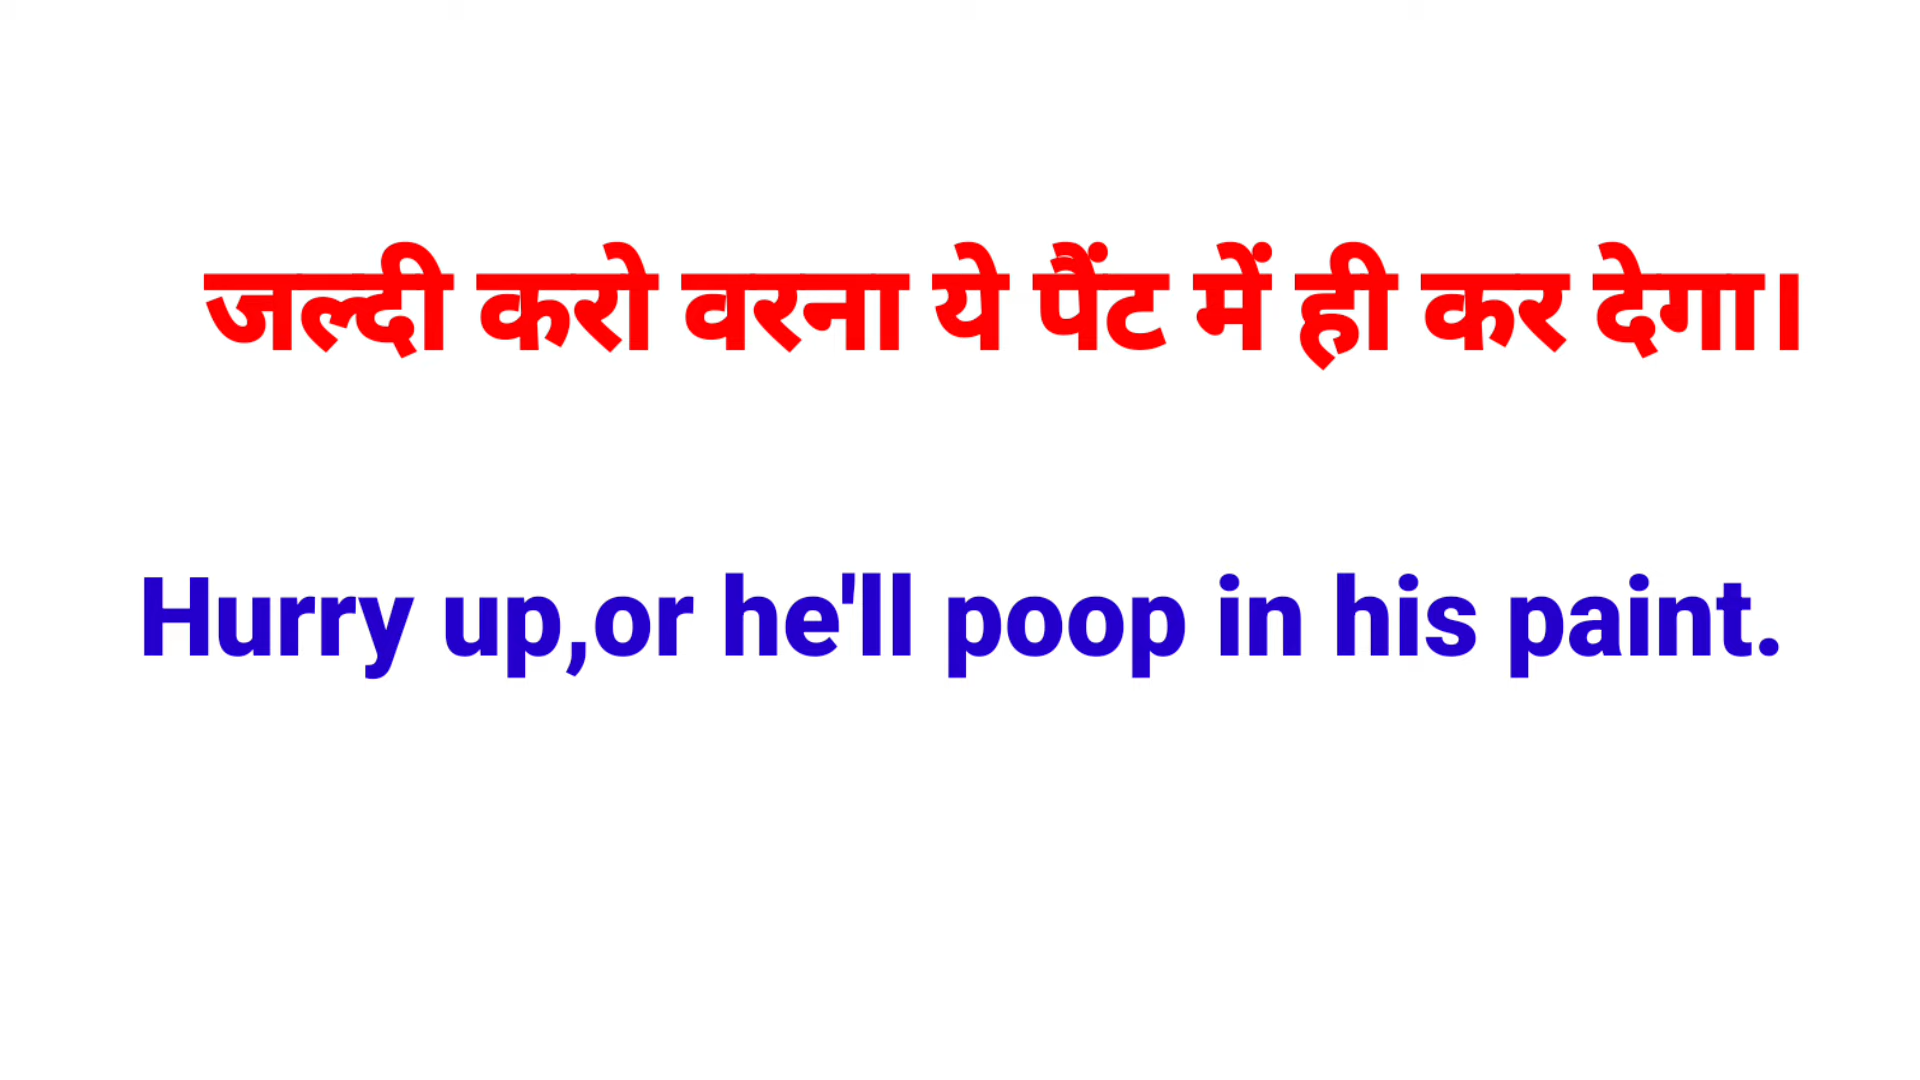 जल्दी करो वरना ये पैंट में ही कर देगा।
Hurry up,or he'll poop in his paint.